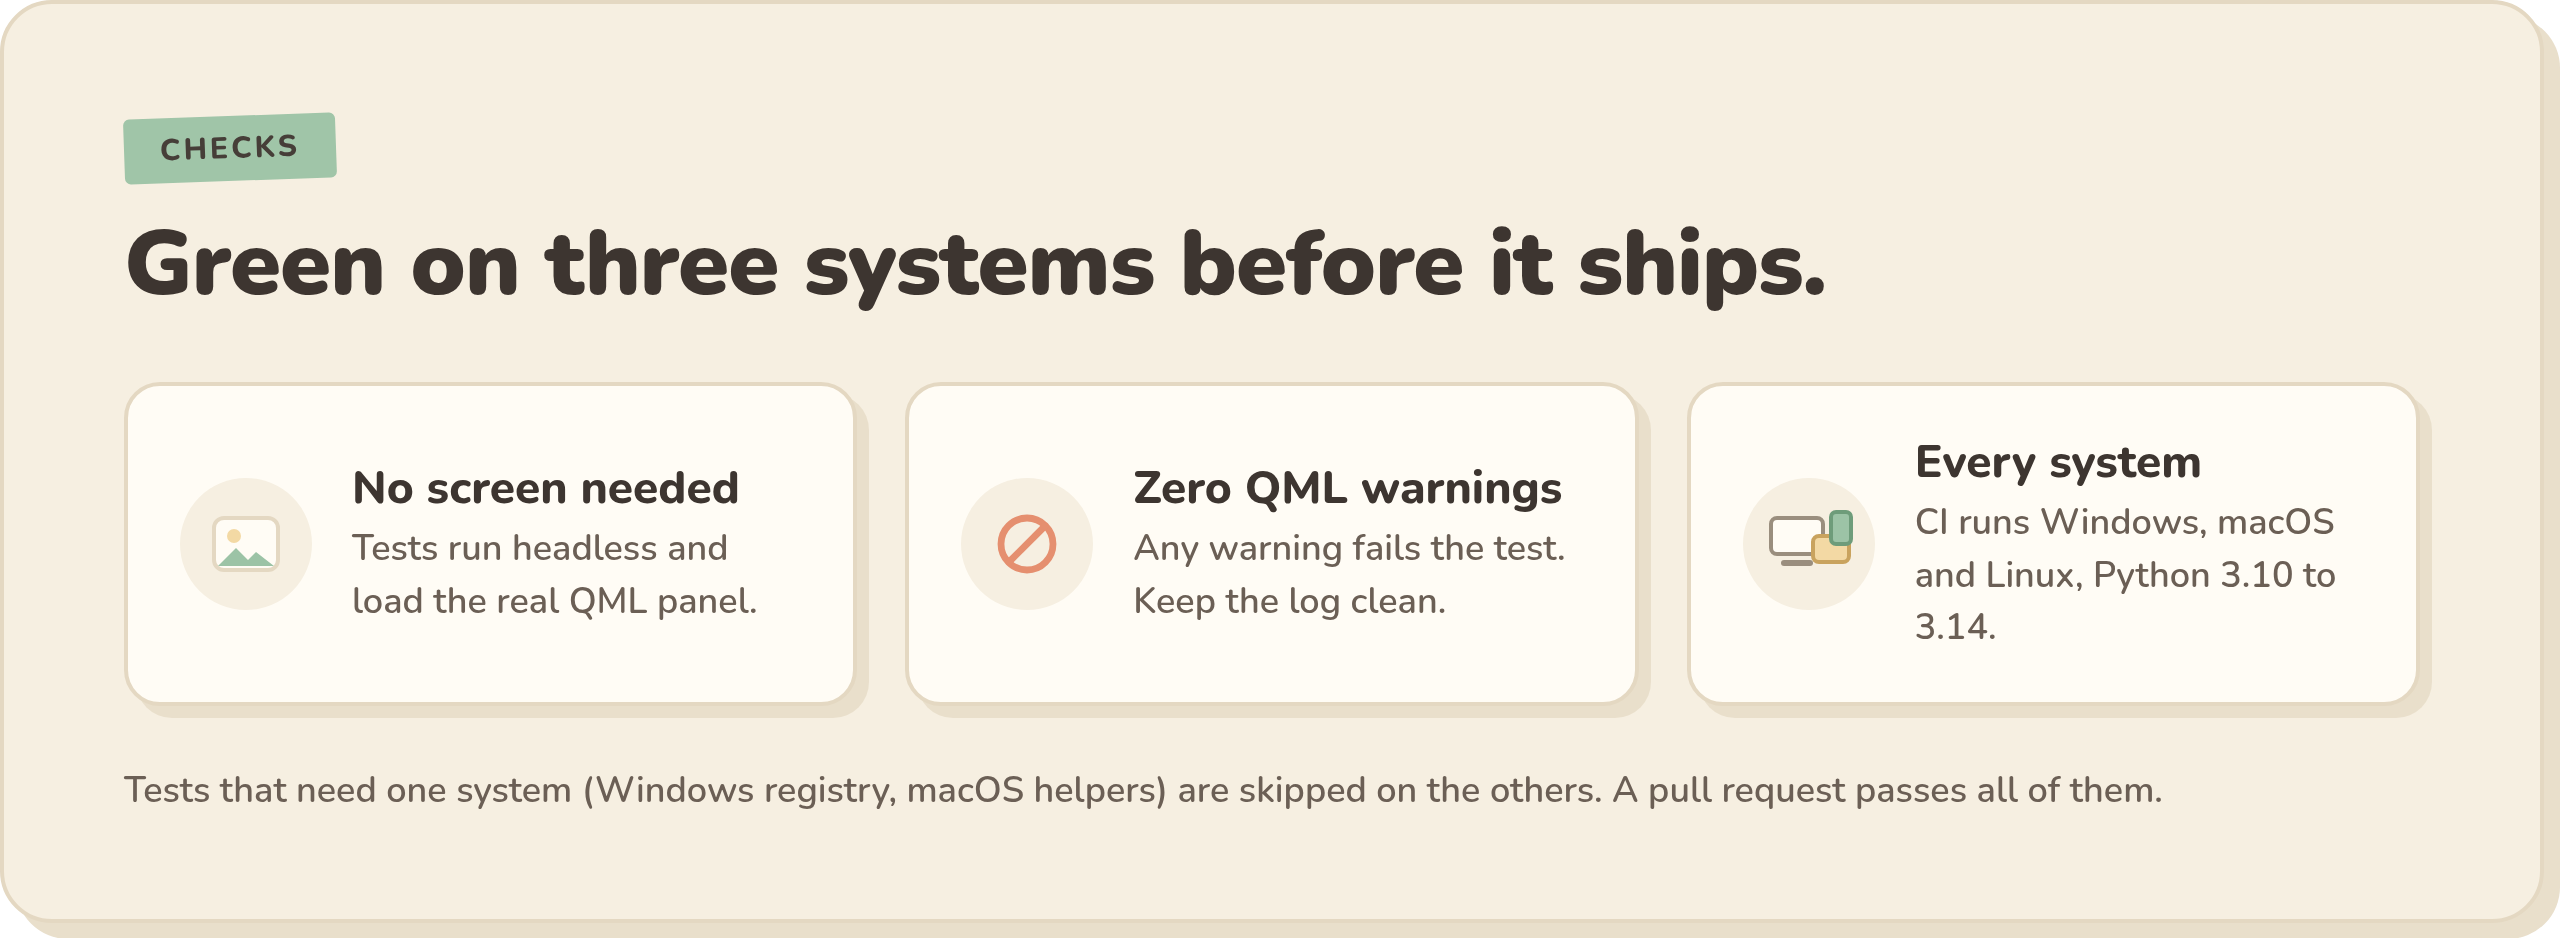 CHECKS
Green on three systems before it ships.
No screen needed
Tests run headless and
load the real QML panel.
Zero QML warnings
Any warning fails the test.
Keep the log clean.
Every system
CI runs Windows, macOS
and Linux, Python 3.10 to
3.14.
Tests that need one system (Windows registry, macOS helpers) are skipped on the others. A pull request passes all of them.